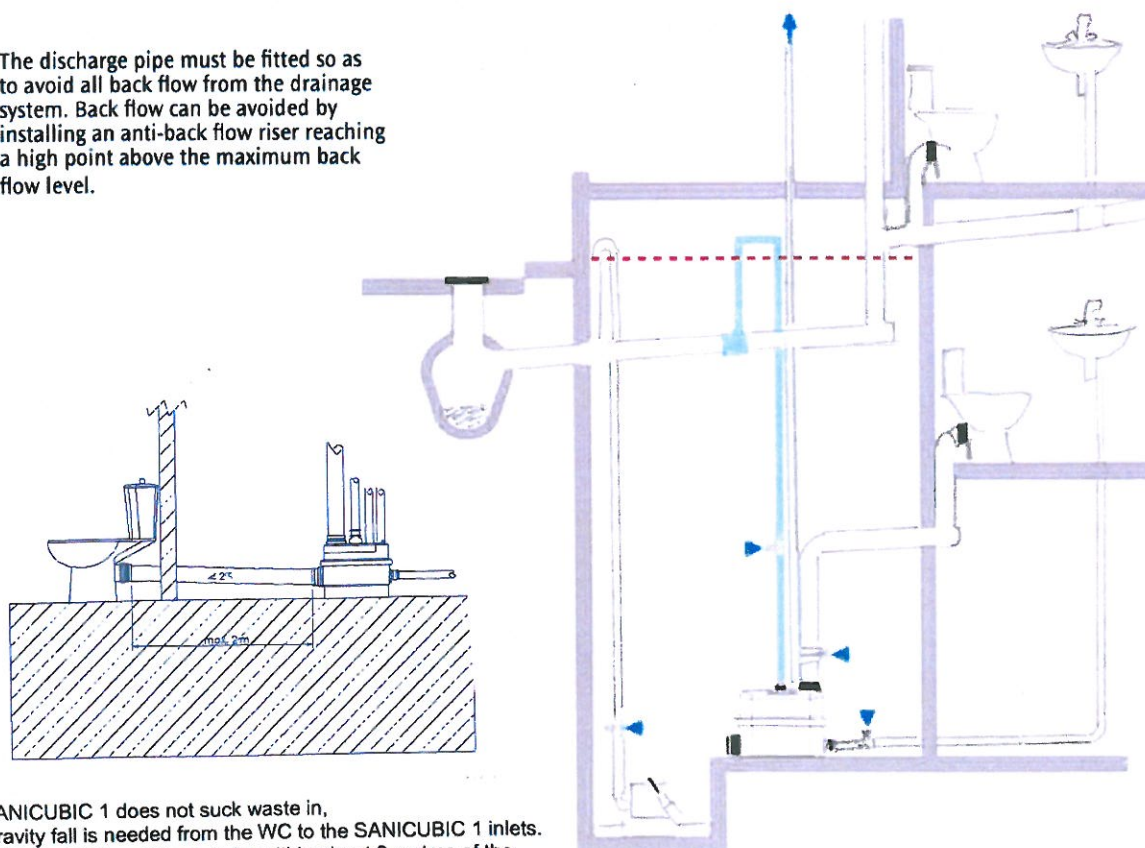 The discharge pipe must be fitted so as
to avoid all back flow from the drainage
system. Back flow can be avoided by
installing an anti-back flow riser reaching
a high point above the maximum back
flow level.
max. 2m
ANICUBIC 1 does not suck waste in,
ravity fall is needed from the WC to the SANICUBIC 1 inlets.